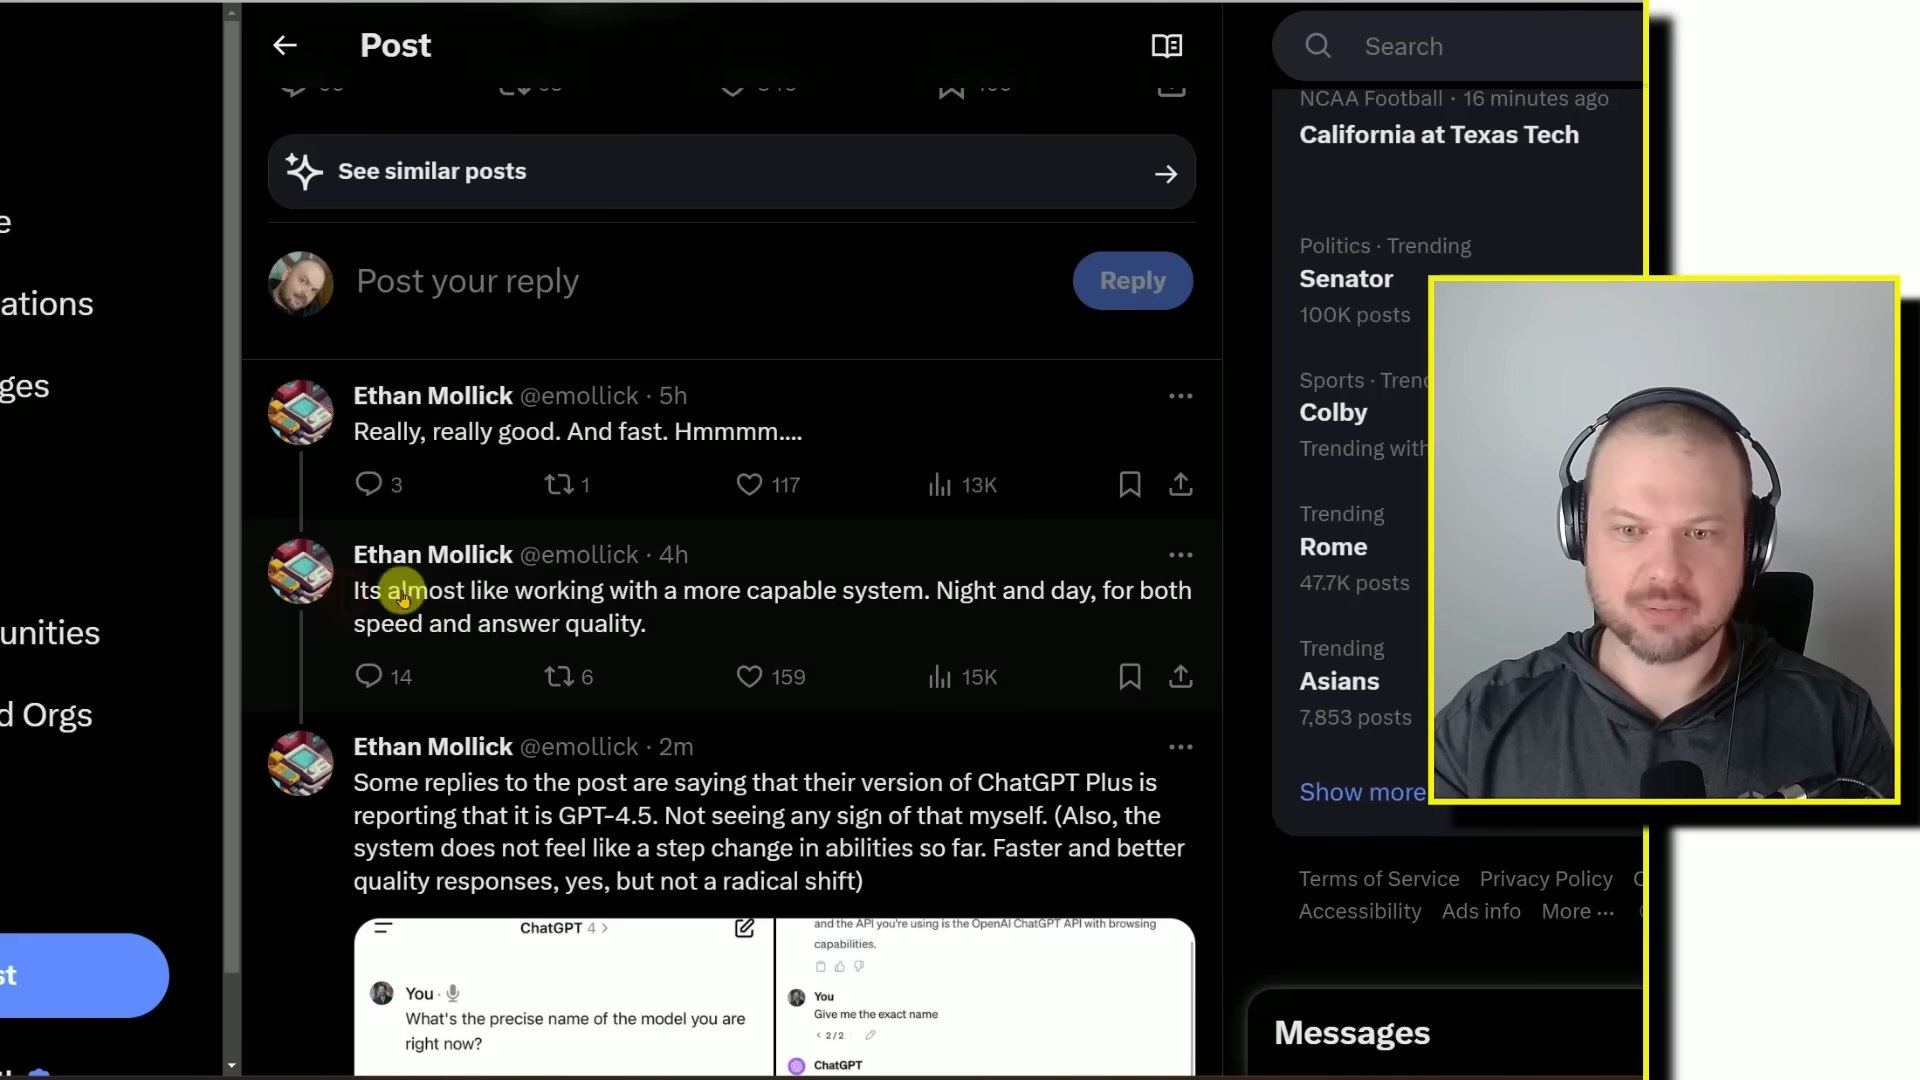 Post
See similar posts
Post your reply
Reply
Ethan Mollick @emollick · 5h
Really, really good. And fast. Hmmmm....
3 1 117 13K
Ethan Mollick @emollick · 4h
Its almost like working with a more capable system. Night and day, for both
speed and answer quality.
14 6 159 15K
Ethan Mollick @emollick · 2m
Some replies to the post are saying that their version of ChatGPT Plus is
reporting that it is GPT-4.5. Not seeing any sign of that myself. (Also, the
system does not feel like a step change in abilities so far. Faster and better
quality responses, yes, but not a radical shift)
ChatGPT 4 >
You ·
What's the precise name of the model you are
right now?
and the API you're using is the OpenAI ChatGPT API with browsing
capabilities.
You
Give me the exact name
< 2/2
ChatGPT
e
ations
ges
unities
d Orgs
st
Search
NCAA Football · 16 minutes ago
California at Texas Tech
Politics · Trending
Senator
100K posts
Sports · Trend
Colby
Trending with
Trending
Rome
47.7K posts
Trending
Asians
7,853 posts
Show more
Terms of Service Privacy Policy
Accessibility Ads info More ...
Messages